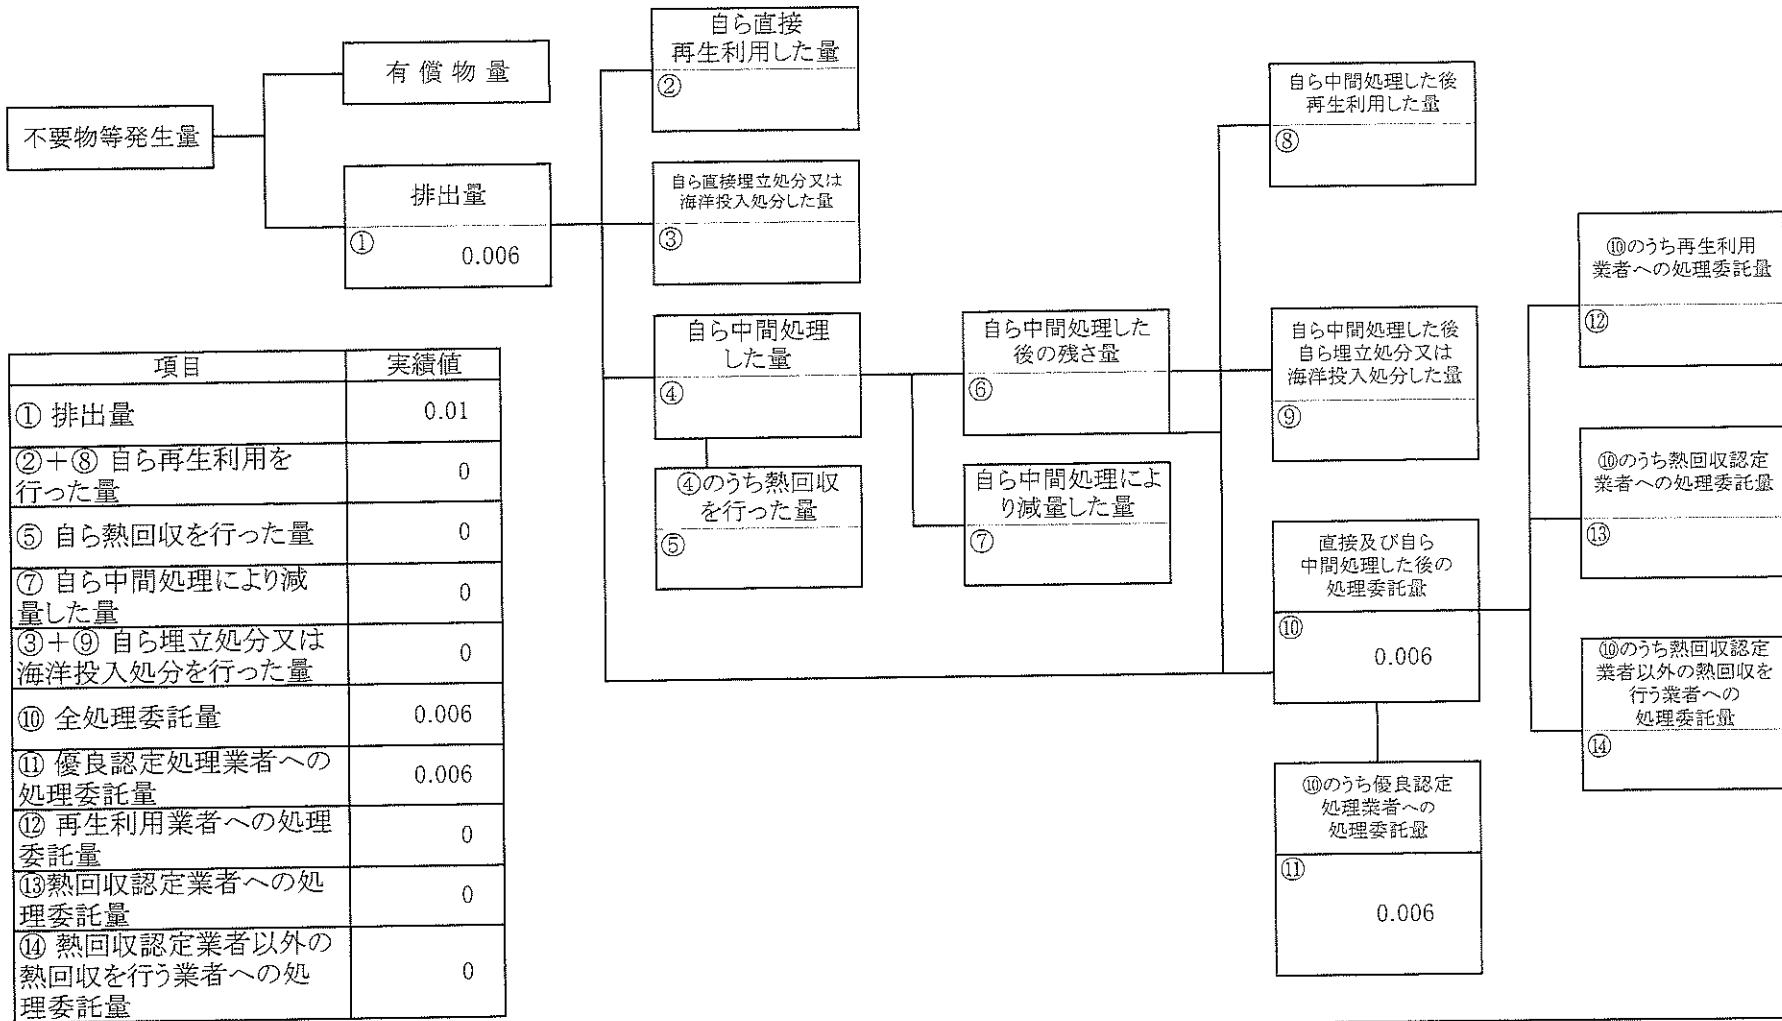 不要物等発生量
有償物量
排出量
①
0.006
自ら直接
再生利用した量
②
自ら直接埋立処分又は
海洋投入処分した量
③
自ら中間処理
した量
④
④のうち熱回収
を行った量
⑤
自ら中間処理した
後の残さ量
⑥
自ら中間処理によ
り減量した量
⑦
自ら中間処理した後
再生利用した量
⑧
自ら中間処理した後
自ら埋立処分又は
海洋投入処分した量
⑨
直接及び自ら
中間処理した後の
処理委託量
⑩
0.006
⑩のうち優良認定
処理業者への
処理委託量
⑪
0.006
⑩のうち再生利用
業者への処理委託量
⑫
⑩のうち熱回収認定
業者への処理委託量
⑬
⑩のうち熱回収認定
業者以外の熱回収を
行う業者への
処理委託量
⑭
項目 実績値
① 排出量 0.01
②+⑧ 自ら再生利用を
行った量 0
⑤ 自ら熱回収を行った量 0
⑦ 自ら中間処理により減
量した量 0
③+⑨ 自ら埋立処分又は
海洋投入処分を行った量 0
⑩ 全処理委託量 0.006
⑪ 優良認定処理業者への
処理委託量 0.006
⑫ 再生利用業者への処理
委託量 0
⑬熱回収認定業者への処
理委託量 0
⑭ 熱回収認定業者以外の
熱回収を行う業者への処
理委託量 0